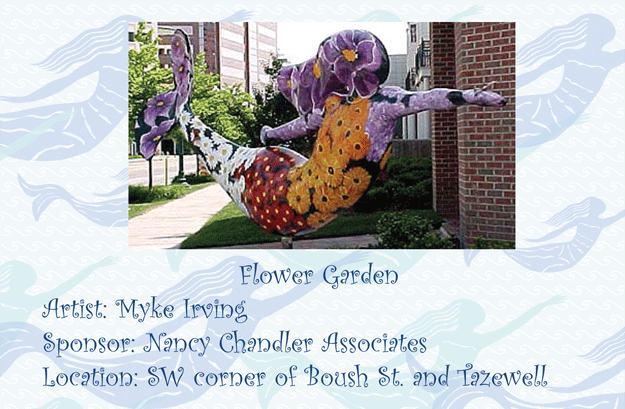 Flower Garden
Artist: Myke Irving
Sponsor: Nancy Chandler Associates
Location: SW corner of Boush St. and Tazewell